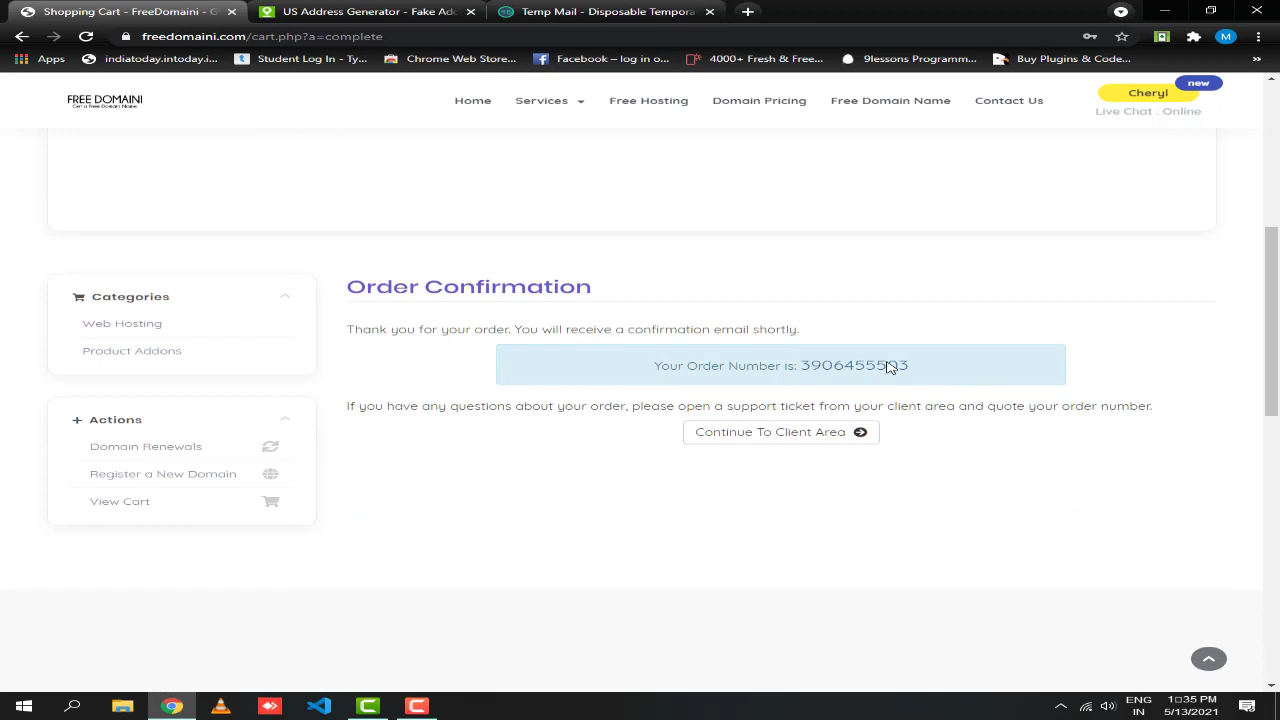 Shopping Cart - FreeDomaini - G
US Address Generator - Fake Ad
Temp Mail - Disposable Tempora
freedomaini.com/cart.php?a=complete
Apps
indiatoday.intoday.i...
Student Log In - Ty...
Chrome Web Store...
Facebook – log in o...
4000+ Fresh & Free...
9lessons Programm...
Buy Plugins & Code...
»
FREE DOMAINI
Get a Free Domain Name
Home
Services
Free Hosting
Domain Pricing
Free Domain Name
Contact Us
new
Cheryl
Live Chat : Online
Categories
Web Hosting
Product Addons
Actions
Domain Renewals
Register a New Domain
View Cart
Order Confirmation
Thank you for your order. You will receive a confirmation email shortly.
Your Order Number is:
If you have any questions about your order, please open a support ticket from your client area and quote your order number.
Continue To Client Area
ENG
IN
5/13/2021
M